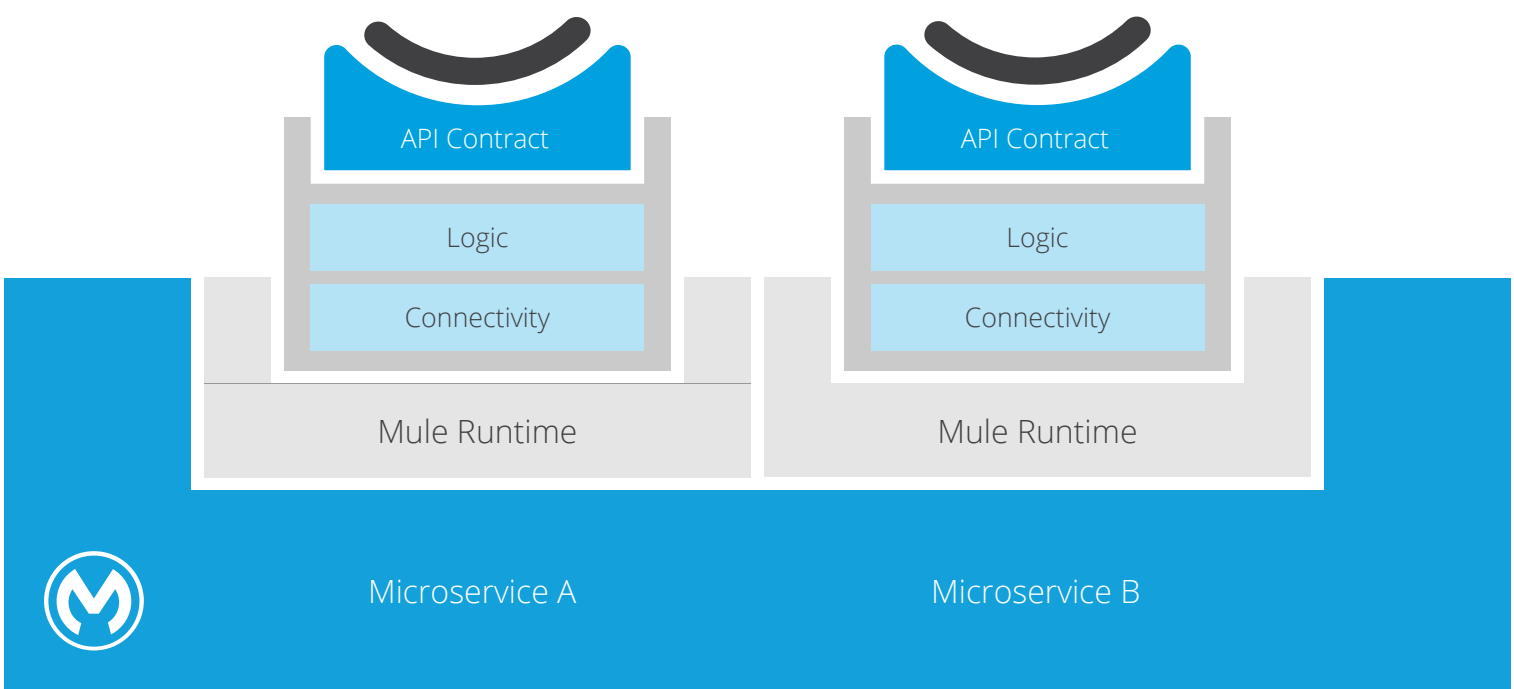 API Contract
API Contract
Logic
Logic
Connectivity
Connectivity
Mule Runtime
Mule Runtime
Microservice A
Microservice B